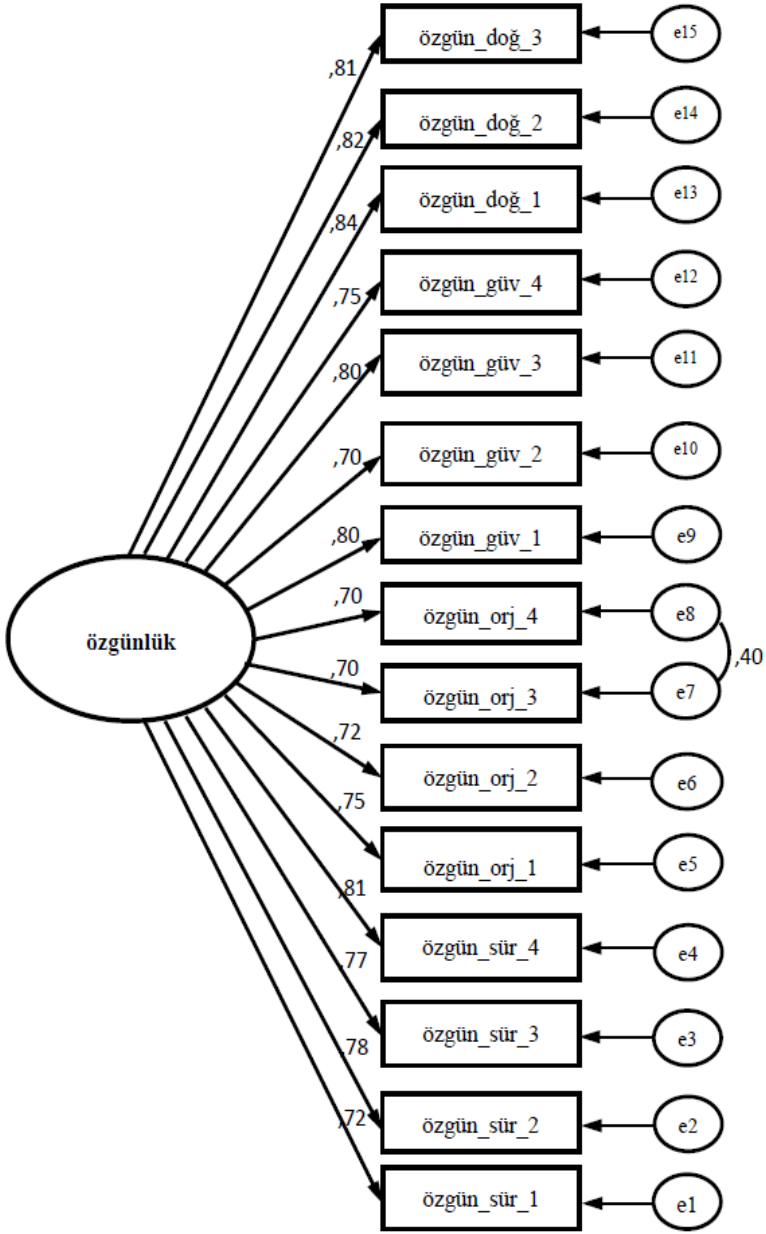 özgün_doğ_3
e15
,81
özgün_doğ_2
e14
,82
özgün_doğ_1
e13
,84
özgün_güv_4
e12
,75
özgün_güv_3
e11
,80
özgün_güv_2
e10
,70
özgün_güv_1
e9
,80
özgün_orj_4
e8
,70
özgünlük
,40
özgün_orj_3
e7
,70
özgün_orj_2
e6
,72
özgün_orj_1
e5
,75
özgün_sür_4
e4
,81
özgün_sür_3
e3
,77
özgün_sür_2
e2
,78
özgün_sür_1
e1
,72